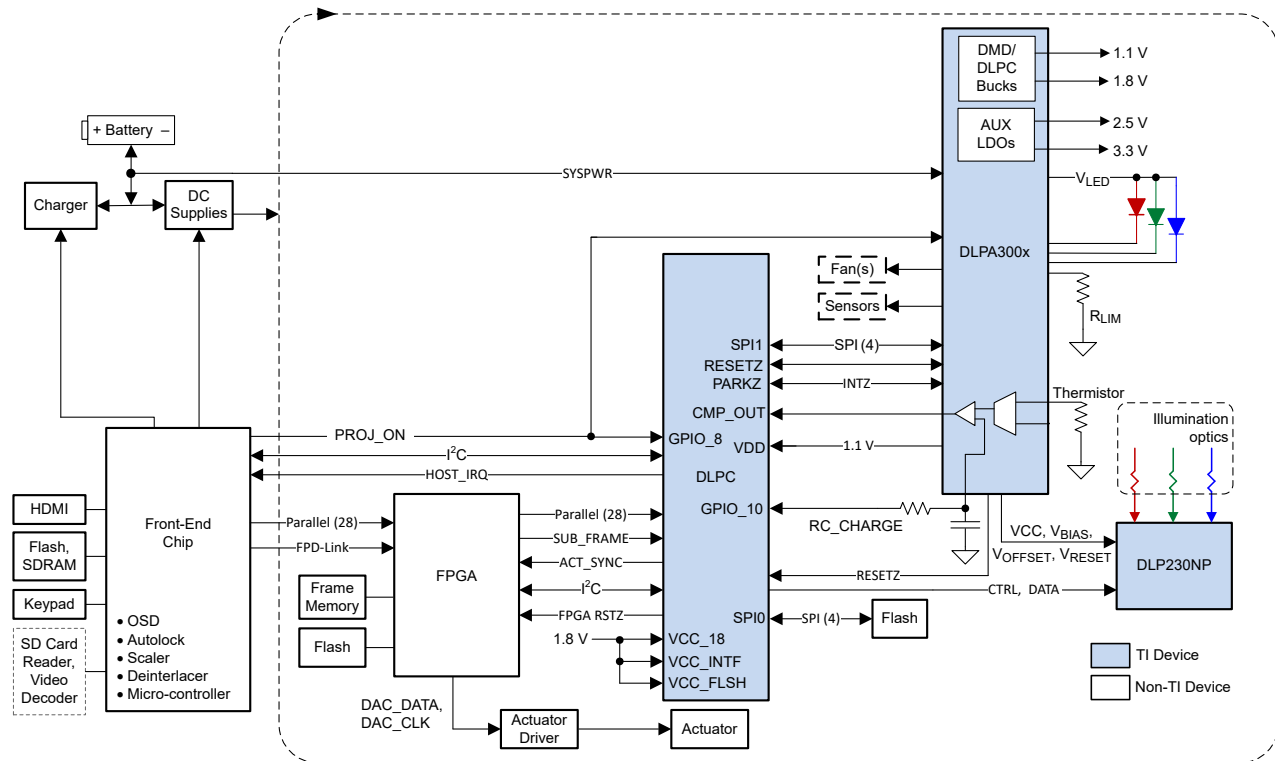 DMD/
DLPC
Bucks
1.1 V
1.8 V
AUX
LDOs
2.5 V
3.3 V
+ Battery –
SYSPWR
VLED
Charger
DC
Supplies
DLPA300x
Fan(s)
Sensors
RLIM
SPI1
SPI (4)
RESETZ
PARKZ
INTZ
Thermistor
CMP_OUT
Illumination
optics
PROJ_ON
GPIO_8
VDD
1.1 V
I2C
HOST_IRQ
DLPC
HDMI
Front-End
Chip
Parallel (28)
FPD-Link
Parallel (28)
GPIO_10
RC_CHARGE
SUB_FRAME
VCC, VBIAS,
VOFFSET, VRESET
Flash,
SDRAM
FPGA
ACT_SYNC
RESETZ
DLP230NP
Keypad
Frame
Memory
I2C
CTRL, DATA
FPGA RSTZ
SPI0
SPI (4)
Flash
• OSD
• Autolock
• Scaler
• Deinterlacer
• Micro-controller
SD Card
Reader,
Video
Decoder
Flash
1.8 V
VCC_18
VCC_INTF
VCC_FLSH
TI Device
Non-TI Device
DAC_DATA,
DAC_CLK
Actuator
Driver
Actuator